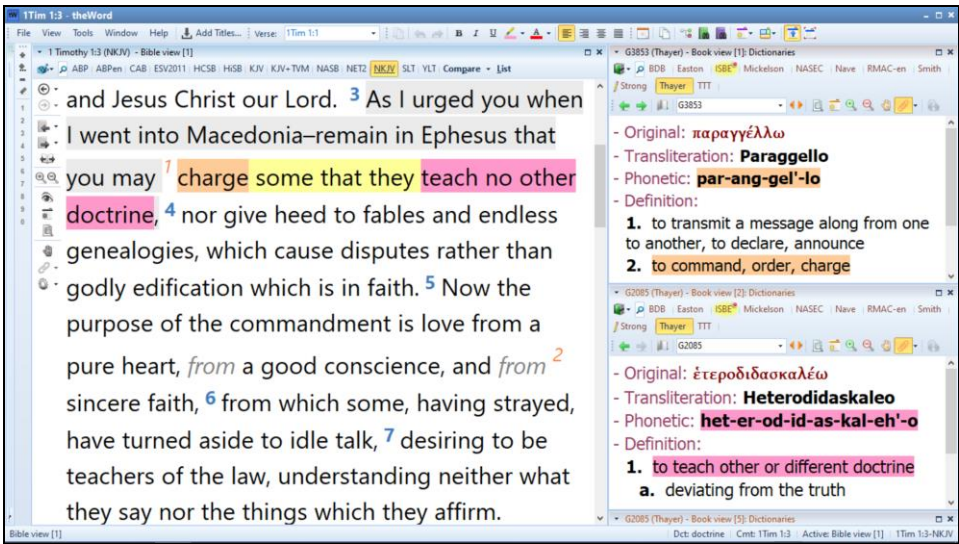 1Tim 1:3 - theWord
File View Tools Window Help Add Titles... Verse: 1Tim 1:1 B I U A
1 Timothy 1:3 (NKJV) - Bible view [1]
ABP ABPen CAB ESV2011 HCSB HiSB KJV KJV+TVM NASB NET2 NKJV SLT YLT Compare List
and Jesus Christ our Lord. 3 As I urged you when
I went into Macedonia–remain in Ephesus that
you may 1 charge some that they teach no other
doctrine, 4 nor give heed to fables and endless
genealogies, which cause disputes rather than
godly edification which is in faith. 5 Now the
purpose of the commandment is love from a
pure heart, from a good conscience, and from 2
sincere faith, 6 from which some, having strayed,
have turned aside to idle talk, 7 desiring to be
teachers of the law, understanding neither what
they say nor the things which they affirm.
G3853 (Thayer) - Book view [1]: Dictionaries
BDB Easton ISBE Mickelson NASEC Nave RMAC-en Smith
Strong Thayer TTT
G3853
- Original: παραγγέλλω
- Transliteration: Paraggello
- Phonetic: par-ang-gel'-lo
- Definition:
1. to transmit a message along from one
to another, to declare, announce
2. to command, order, charge
G2085 (Thayer) - Book view [2]: Dictionaries
BDB Easton ISBE Mickelson NASEC Nave RMAC-en Smith
Strong Thayer TTT
G2085
- Original: ἑτεροδιδασκαλέω
- Transliteration: Heterodidaskaleo
- Phonetic: het-er-od-id-as-kal-eh'-o
- Definition:
1. to teach other or different doctrine
a. deviating from the truth
G2085 (Thayer) - Book view [5]: Dictionaries
Bible view [1] Dct: doctrine Cmt: 1Tim 1:3 Active: Bible view [1] 1Tim 1:3-NKJV